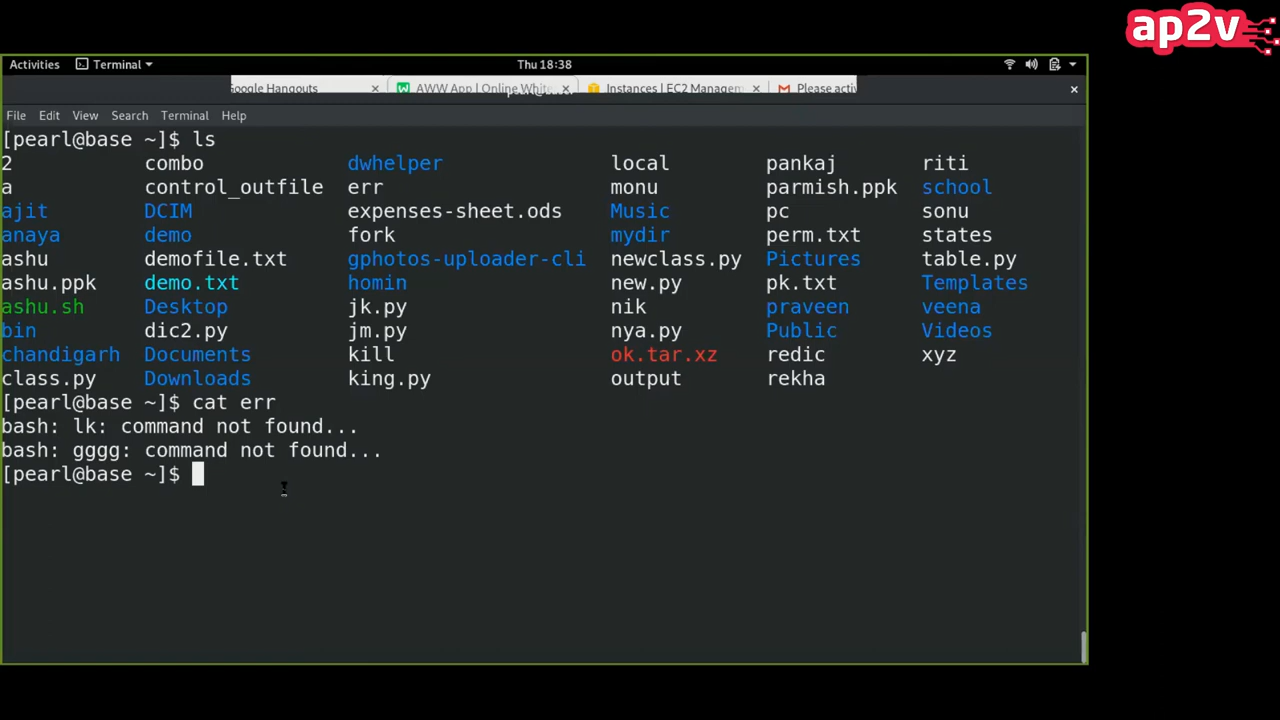 ap2v
Activities Terminal Thu 18:38
oogle Hangouts × AWW App | Online White × Instances | EC2 Managem × Please activ
×
File Edit View Search Terminal Help
[pearl@base ~]$ ls
2 combo dwhelper local pankaj riti
a control_outfile err monu parmish.ppk school
ajit DCIM expenses-sheet.ods Music pc sonu
anaya demo fork mydir perm.txt states
ashu demofile.txt gphotos-uploader-cli newclass.py Pictures table.py
ashu.ppk demo.txt homin new.py pk.txt Templates
ashu.sh Desktop jk.py nik praveen veena
bin dic2.py jm.py nya.py Public Videos
chandigarh Documents kill ok.tar.xz redic xyz
class.py Downloads king.py output rekha
[pearl@base ~]$ cat err
bash: lk: command not found...
bash: gggg: command not found...
[pearl@base ~]$